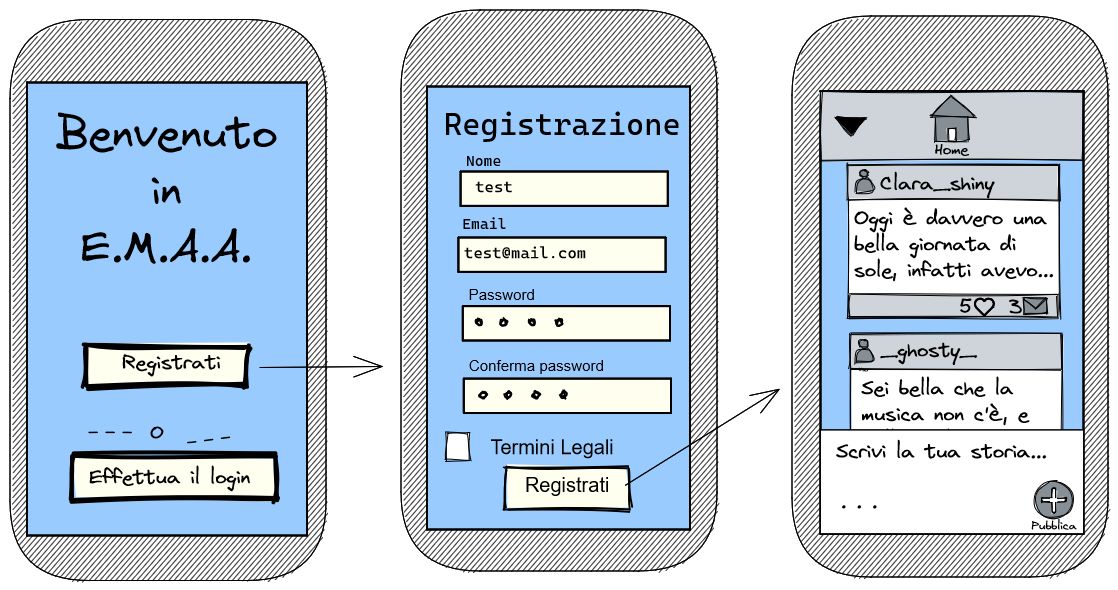 Benvenuto
in
E.M.A.A.
Registrati
o
Effettua il login
Registrazione
Nome
test
Email
test@mail.com
Password
Conferma password
Termini Legali
Registrati
Home
Clara_shiny
Oggi è davvero una
bella giornata di
sole, infatti avevo...
5 3
_ghosty_
Sei bella che la
musica non c'è, e
Scrivi la tua storia...
...
Pubblica